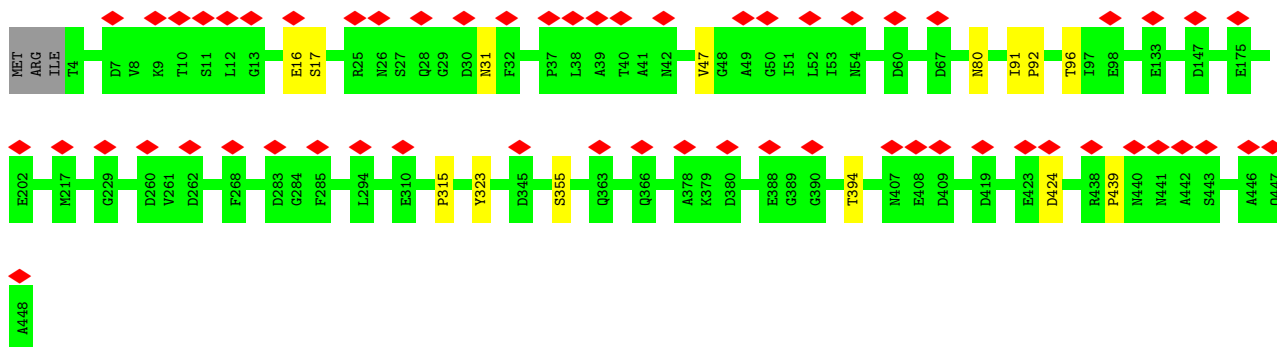 MET ARG ILE T4 D7 V8 K9 T10 S11 L12 G13 E16 S17 R25 N26 S27 Q28 G29 D30 N31 F32 P37 L38 A39 T40 A41 N42 V47 G48 A49 G50 I51 L52 I53 N54 D60 D67 N80 I91 P92 T96 I97 E98 E133 D147 E175
E202 M217 G229 D260 V261 D262 F268 D283 G284 F285 L294 E310 P315 Y323 D345 S355 Q363 Q366 A378 K379 D380 E388 G389 G390 T394 N407 E408 D409 D419 E423 D424 R438 P439 N440 N441 A442 S443 A446 Q447
A448